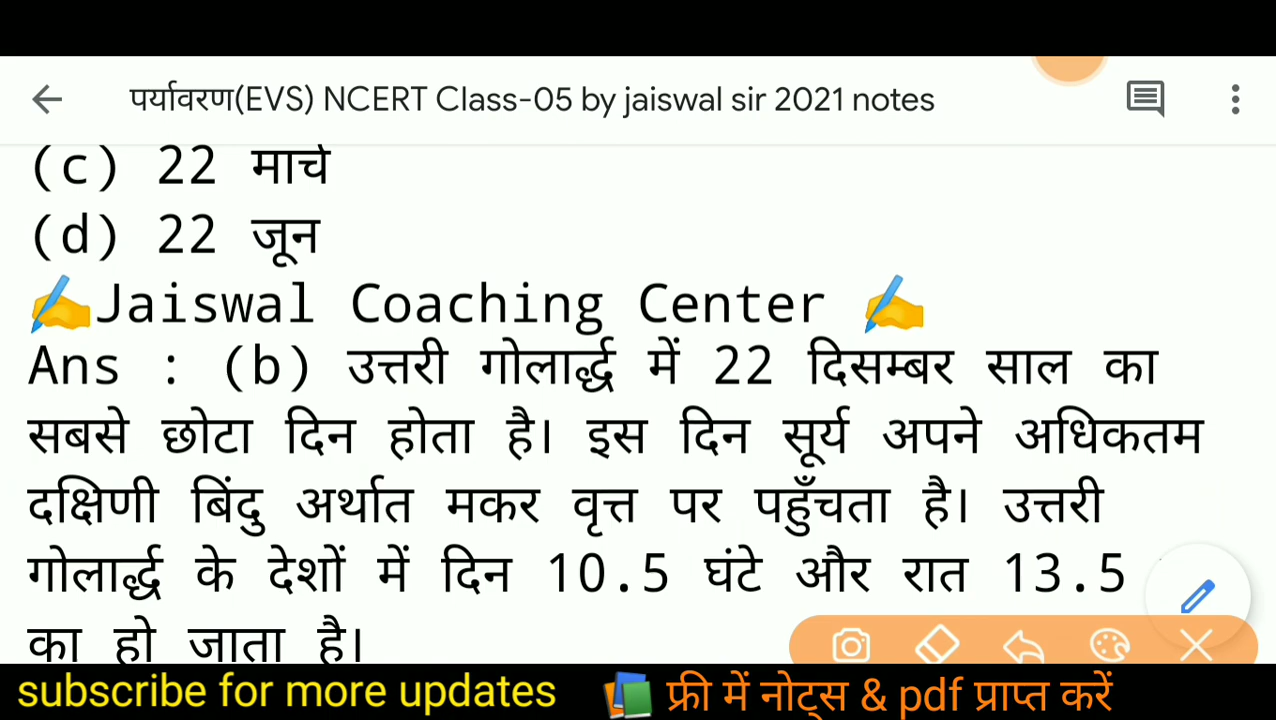 पर्यावरण(EVS) NCERT Class-05 by jaiswal sir 2021 notes
(c) 22 मार्च
(d) 22 जून
✍Jaiswal Coaching Center ✍
Ans : (b) उत्तरी गोलार्द्ध में 22 दिसम्बर साल का
सबसे छोटा दिन होता है। इस दिन सूर्य अपने अधिकतम
दक्षिणी बिंदु अर्थात मकर वृत्त पर पहुँचता है। उत्तरी
गोलार्द्ध के देशों में दिन 10.5 घंटे और रात 13.5
का हो जाता है।
subscribe for more updates 📚 फ्री में नोट्स & pdf प्राप्त करें